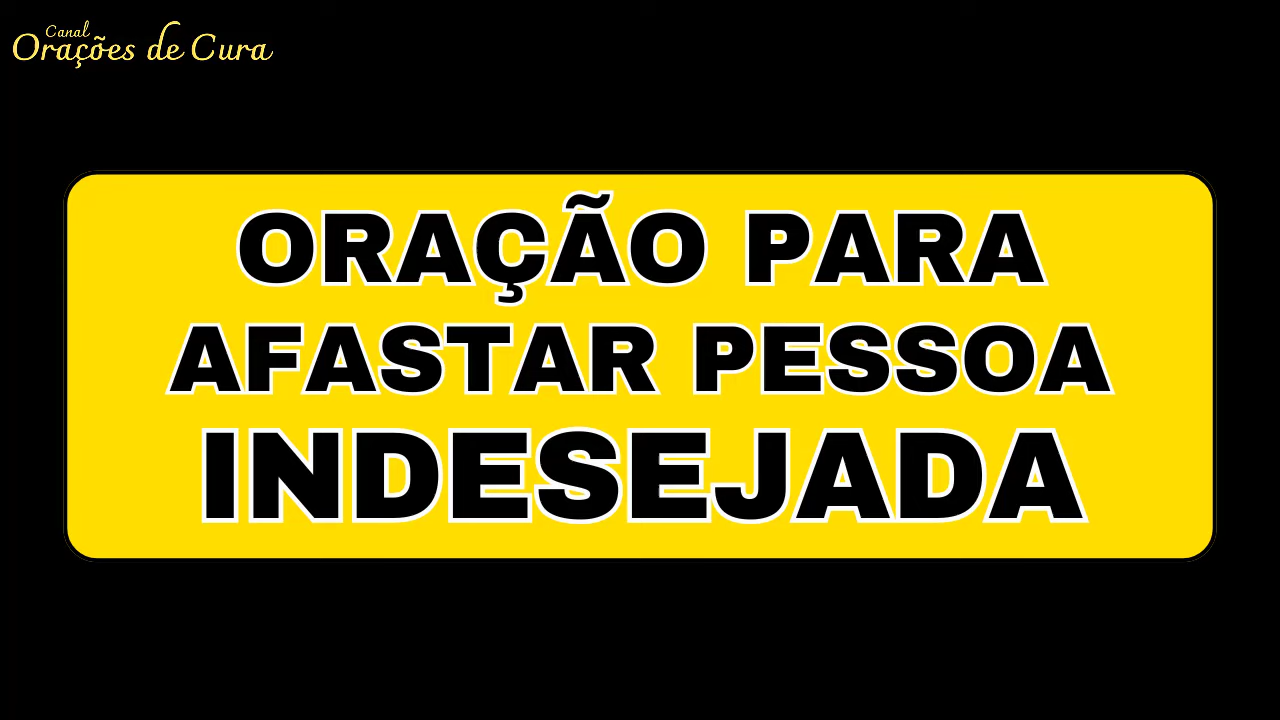 Canal
Orações de Cura
ORAÇÃO PARA
AFASTAR PESSOA
INDESEJADA